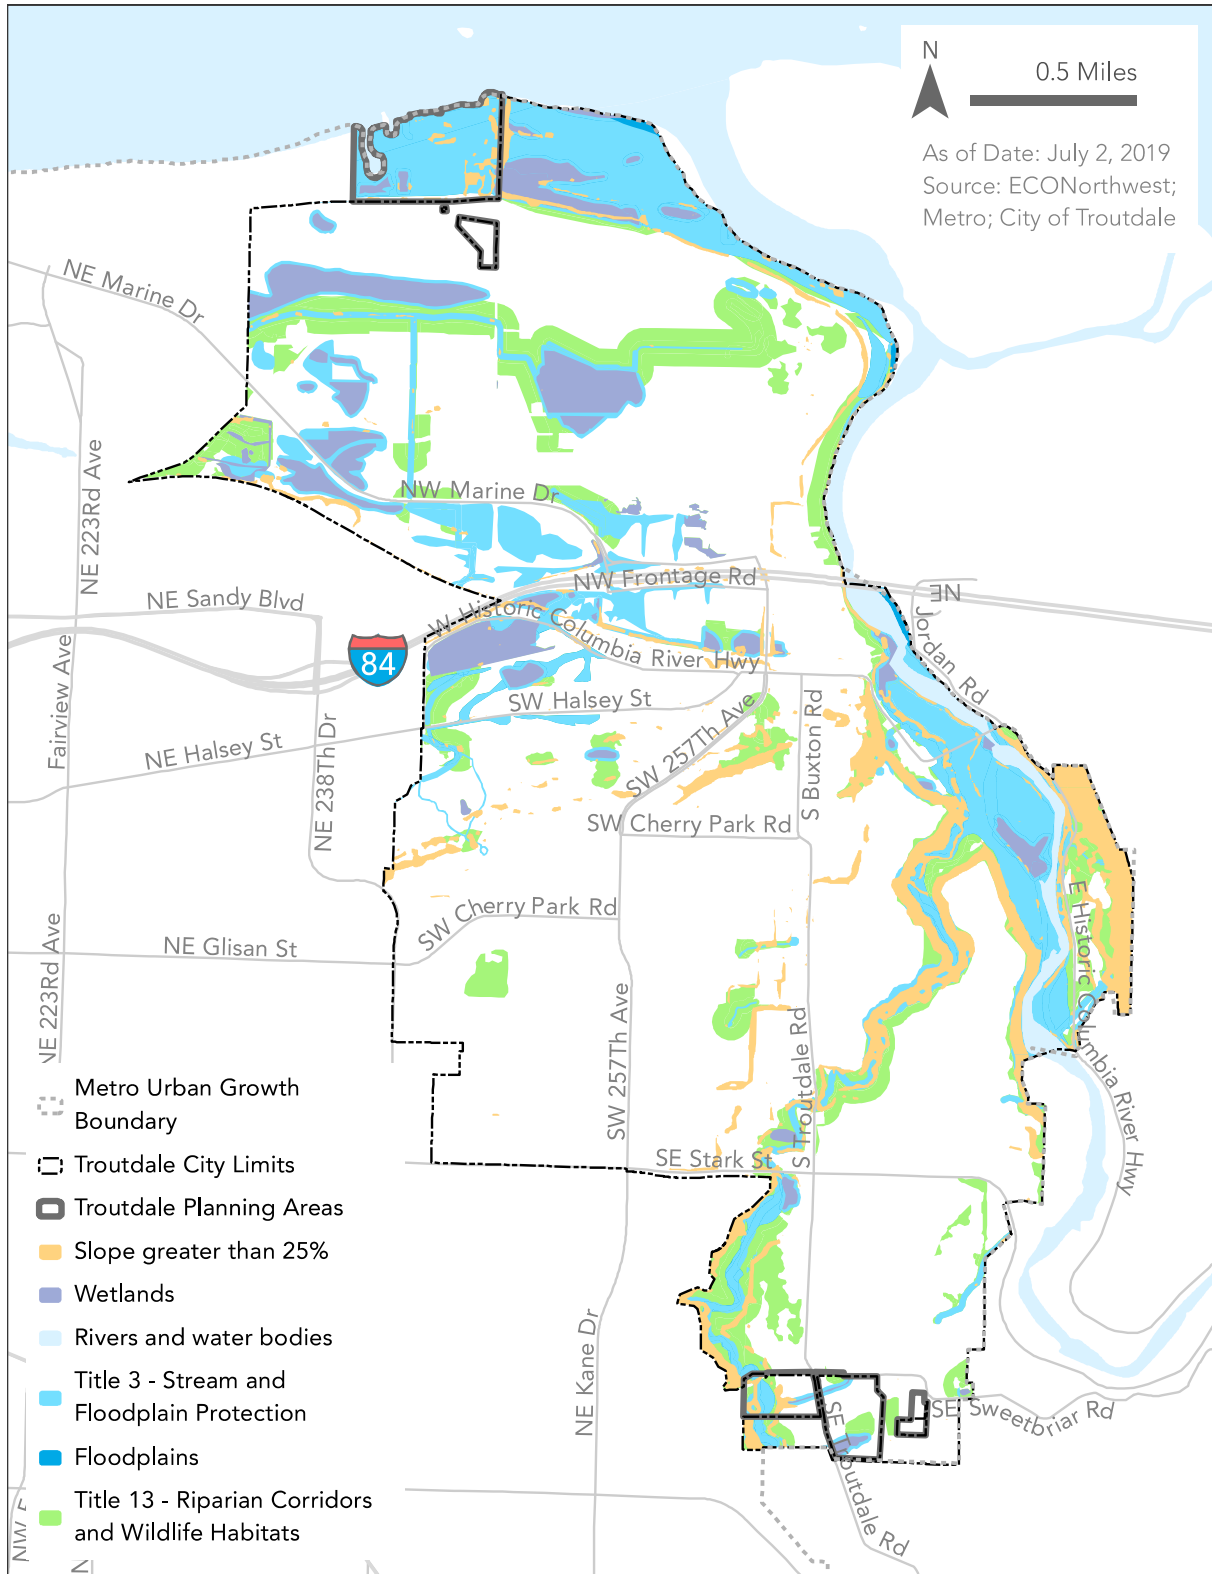 N
0.5 Miles
As of Date: July 2, 2019
Source: ECONorthwest;
Metro; City of Troutdale
NE Marine Dr
NE 223Rd Ave
NW Marine Dr
NE Sandy Blvd
NW Frontage Rd
NE Jordan Rd
W Historic Columbia River Hwy
84
Fairview Ave
SW Halsey St
NE Halsey St
NE 238Th Dr
SW 257Th Ave
S Buxton Rd
SW Cherry Park Rd
SW Cherry Park Rd
NE Glisan St
NE 223Rd Ave
E Historic Columbia River Hwy
SW 257Th Ave
S Troutdale Rd
SE Stark St
NE Kane Dr
SE Sweetbriar Rd
SE Troutdale Rd
Metro Urban Growth
Boundary
Troutdale City Limits
Troutdale Planning Areas
Slope greater than 25%
Wetlands
Rivers and water bodies
Title 3 - Stream and
Floodplain Protection
Floodplains
Title 13 - Riparian Corridors
and Wildlife Habitats